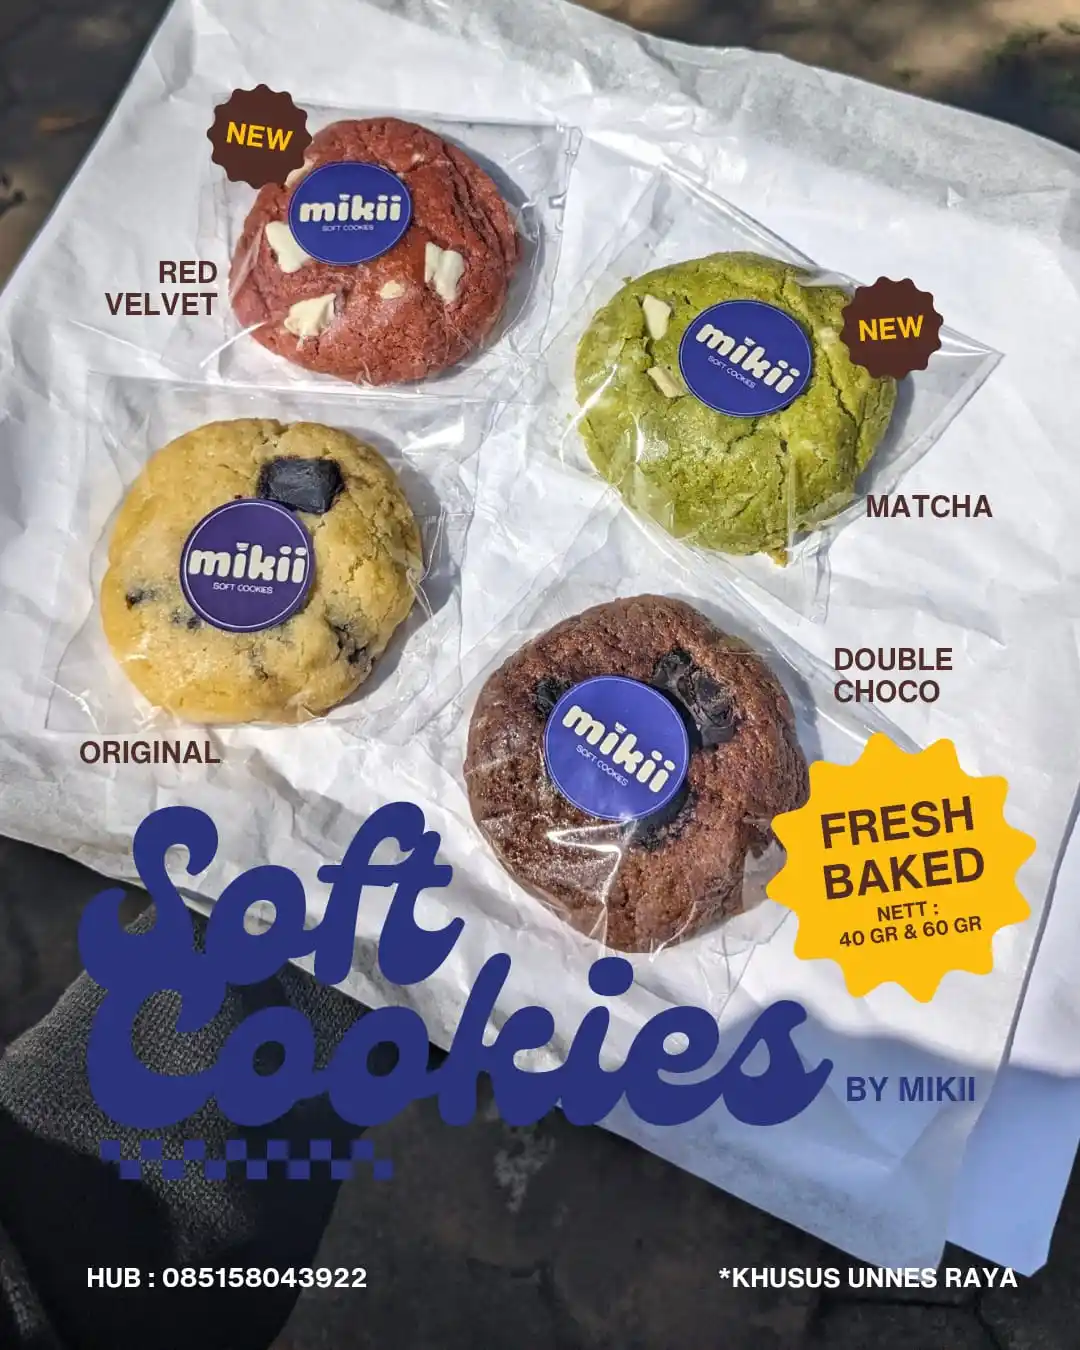 NEW
mikii
SOFT COOKIES
RED
VELVET
NEW
mikii
SOFT COOKIES
MATCHA
mikii
SOFT COOKIES
ORIGINAL
DOUBLE
CHOCO
mikii
SOFT COOKIES
FRESH
BAKED
NETT :
40 GR & 60 GR
Soft
Cookies
BY MIKII
HUB : 085158043922
*KHUSUS UNNES RAYA